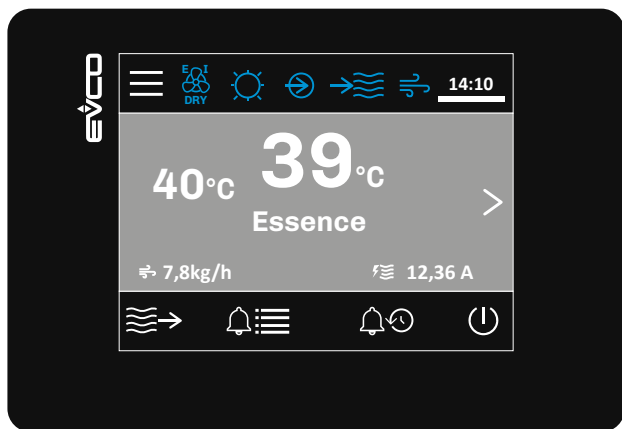 EVCO
E I
DRY
14:10
40°C
39°C
Essence
7,8kg/h
12,36 A